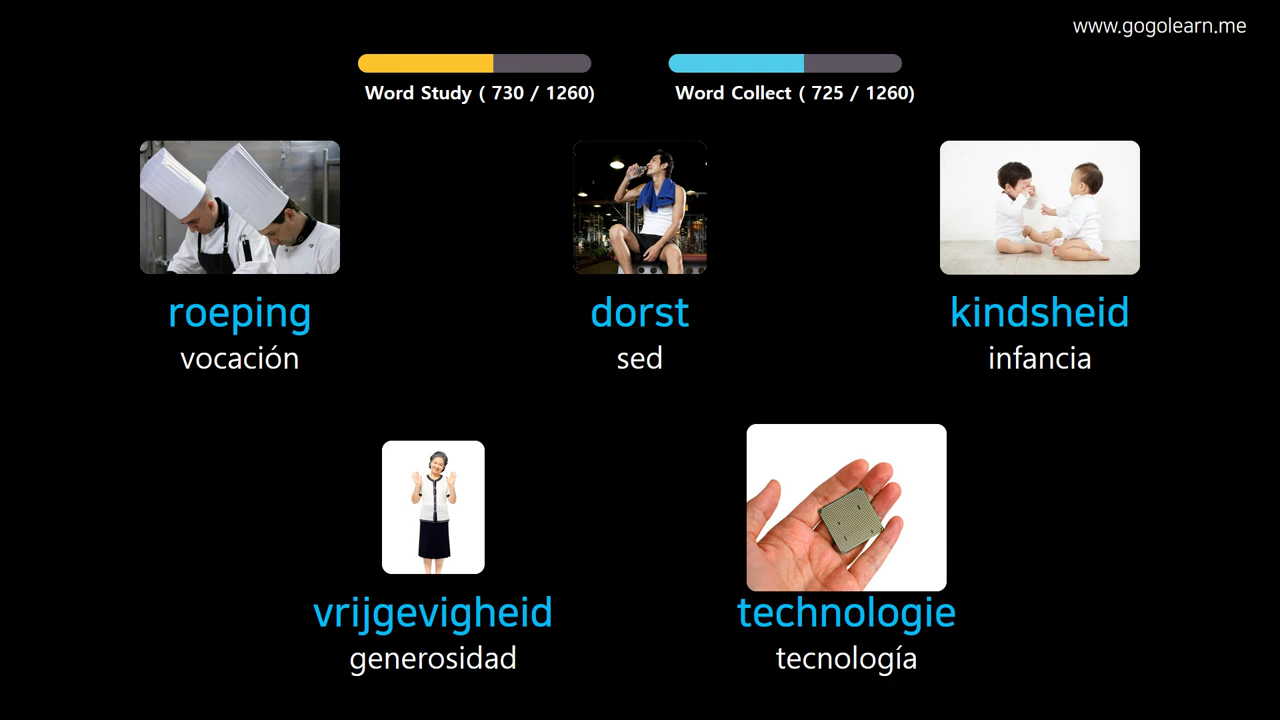 www.gogolearn.me
Word Study ( 730 / 1260)
Word Collect ( 725 / 1260)
roeping
vocación
dorst
sed
kindsheid
infancia
vrijgevigheid
generosidad
technologie
tecnología